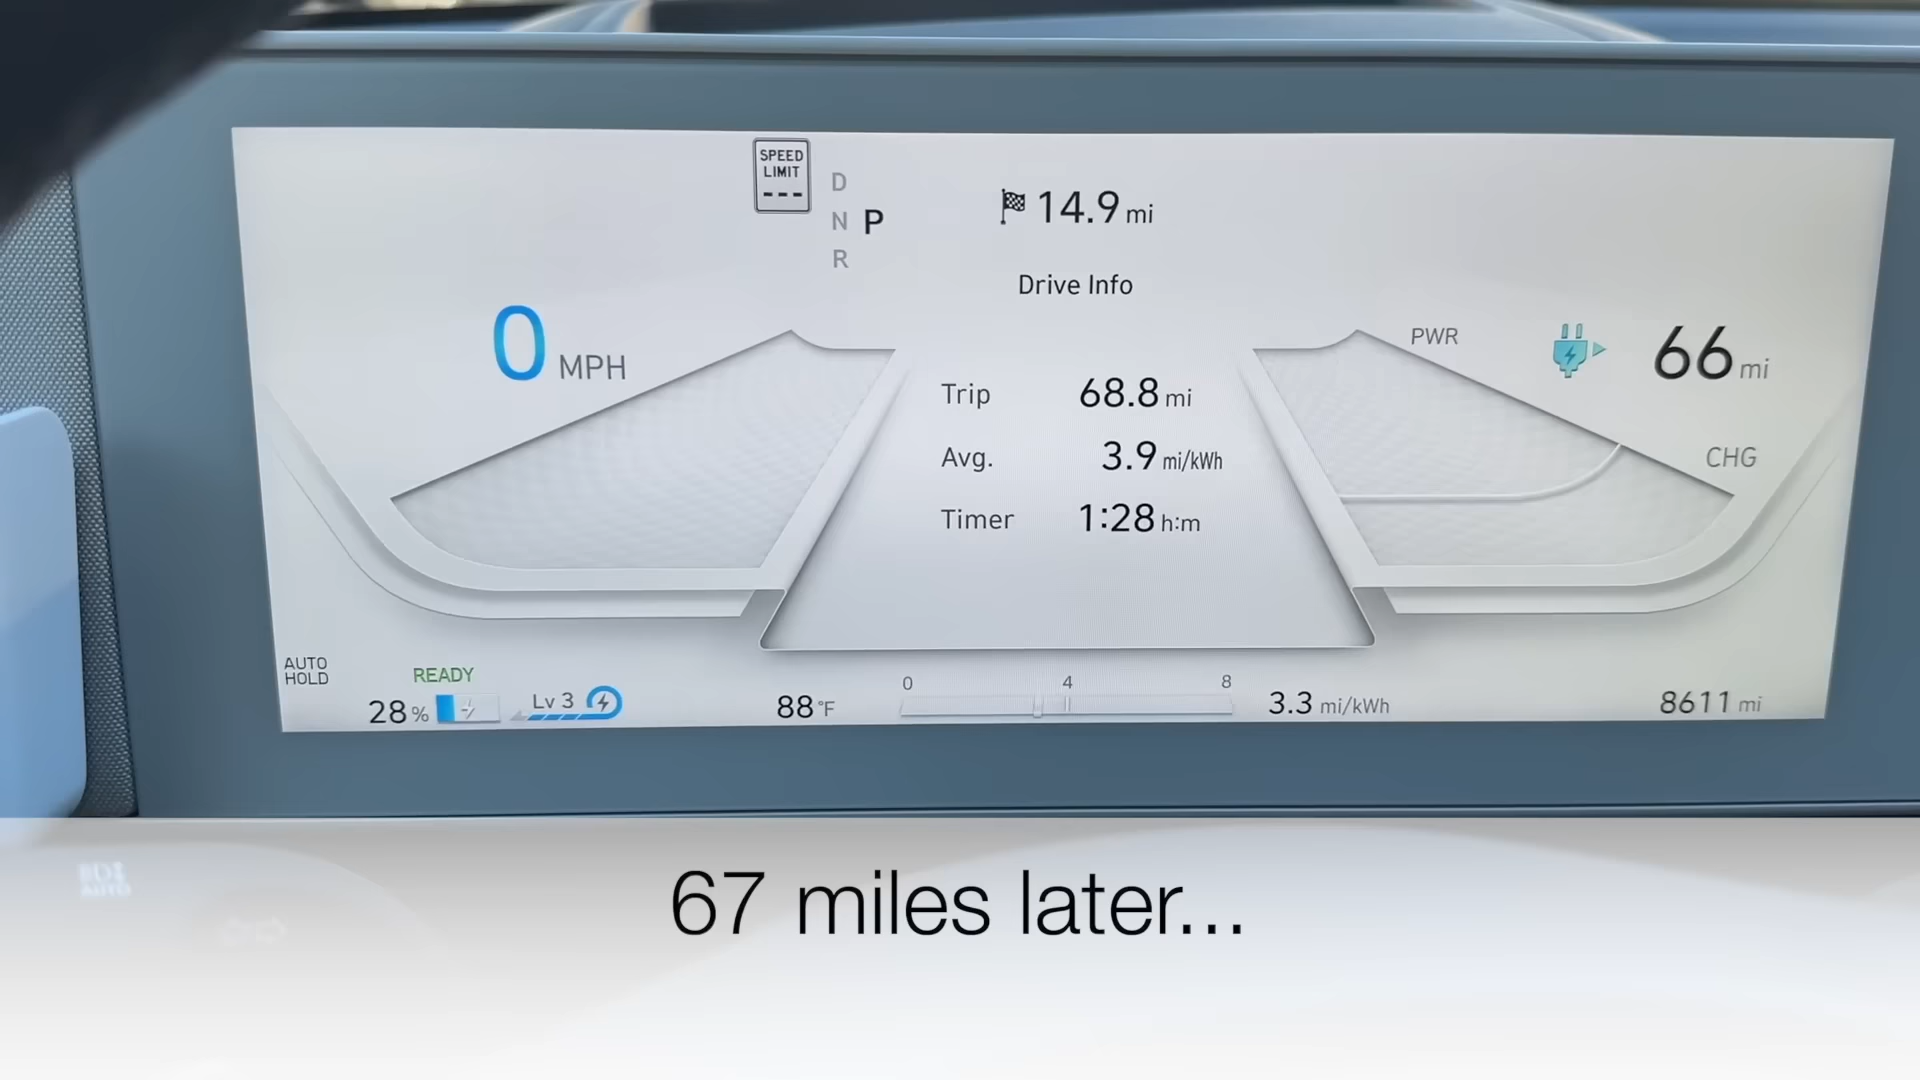 SPEED
LIMIT
---
D
N P
R
14.9 mi
Drive Info
0 MPH
PWR
66 mi
CHG
Trip 68.8 mi
Avg. 3.9 mi/kWh
Timer 1:28 h:m
AUTO
HOLD
READY
28%
Lv 3
88°F
0 4 8
3.3 mi/kWh
8611 mi
AUTO
67 miles later...